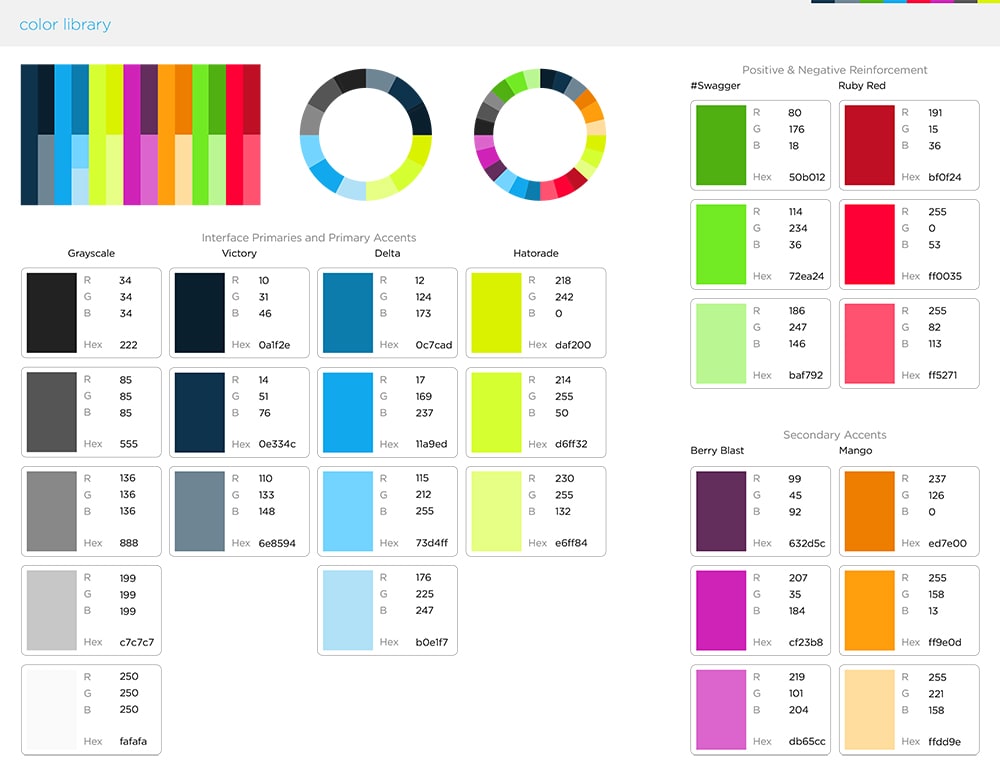 color library
Interface Primaries and Primary Accents
Grayscale
R 34
G 34
B 34
Hex 222
R 85
G 85
B 85
Hex 555
R 136
G 136
B 136
Hex 888
R 199
G 199
B 199
Hex c7c7c7
R 250
G 250
B 250
Hex fafafa
Victory
R 10
G 31
B 46
Hex 0a1f2e
R 14
G 51
B 76
Hex 0e334c
R 110
G 133
B 148
Hex 6e8594
Delta
R 12
G 124
B 173
Hex 0c7cad
R 17
G 169
B 237
Hex 11a9ed
R 115
G 212
B 255
Hex 73d4ff
R 176
G 225
B 247
Hex b0e1f7
Hatorade
R 218
G 242
B 0
Hex daf200
R 214
G 255
B 50
Hex d6ff32
R 230
G 255
B 132
Hex e6ff84
Positive & Negative Reinforcement
#Swagger
R 80
G 176
B 18
Hex 50b012
R 114
G 234
B 36
Hex 72ea24
R 186
G 247
B 146
Hex baf792
Ruby Red
R 191
G 15
B 36
Hex bf0f24
R 255
G 0
B 53
Hex ff0035
R 255
G 82
B 113
Hex ff5271
Secondary Accents
Berry Blast
R 99
G 45
B 92
Hex 632d5c
R 207
G 35
B 184
Hex cf23b8
R 219
G 101
B 204
Hex db65cc
Mango
R 237
G 126
B 0
Hex ed7e00
R 255
G 158
B 13
Hex ff9e0d
R 255
G 221
B 158
Hex ffdd9e